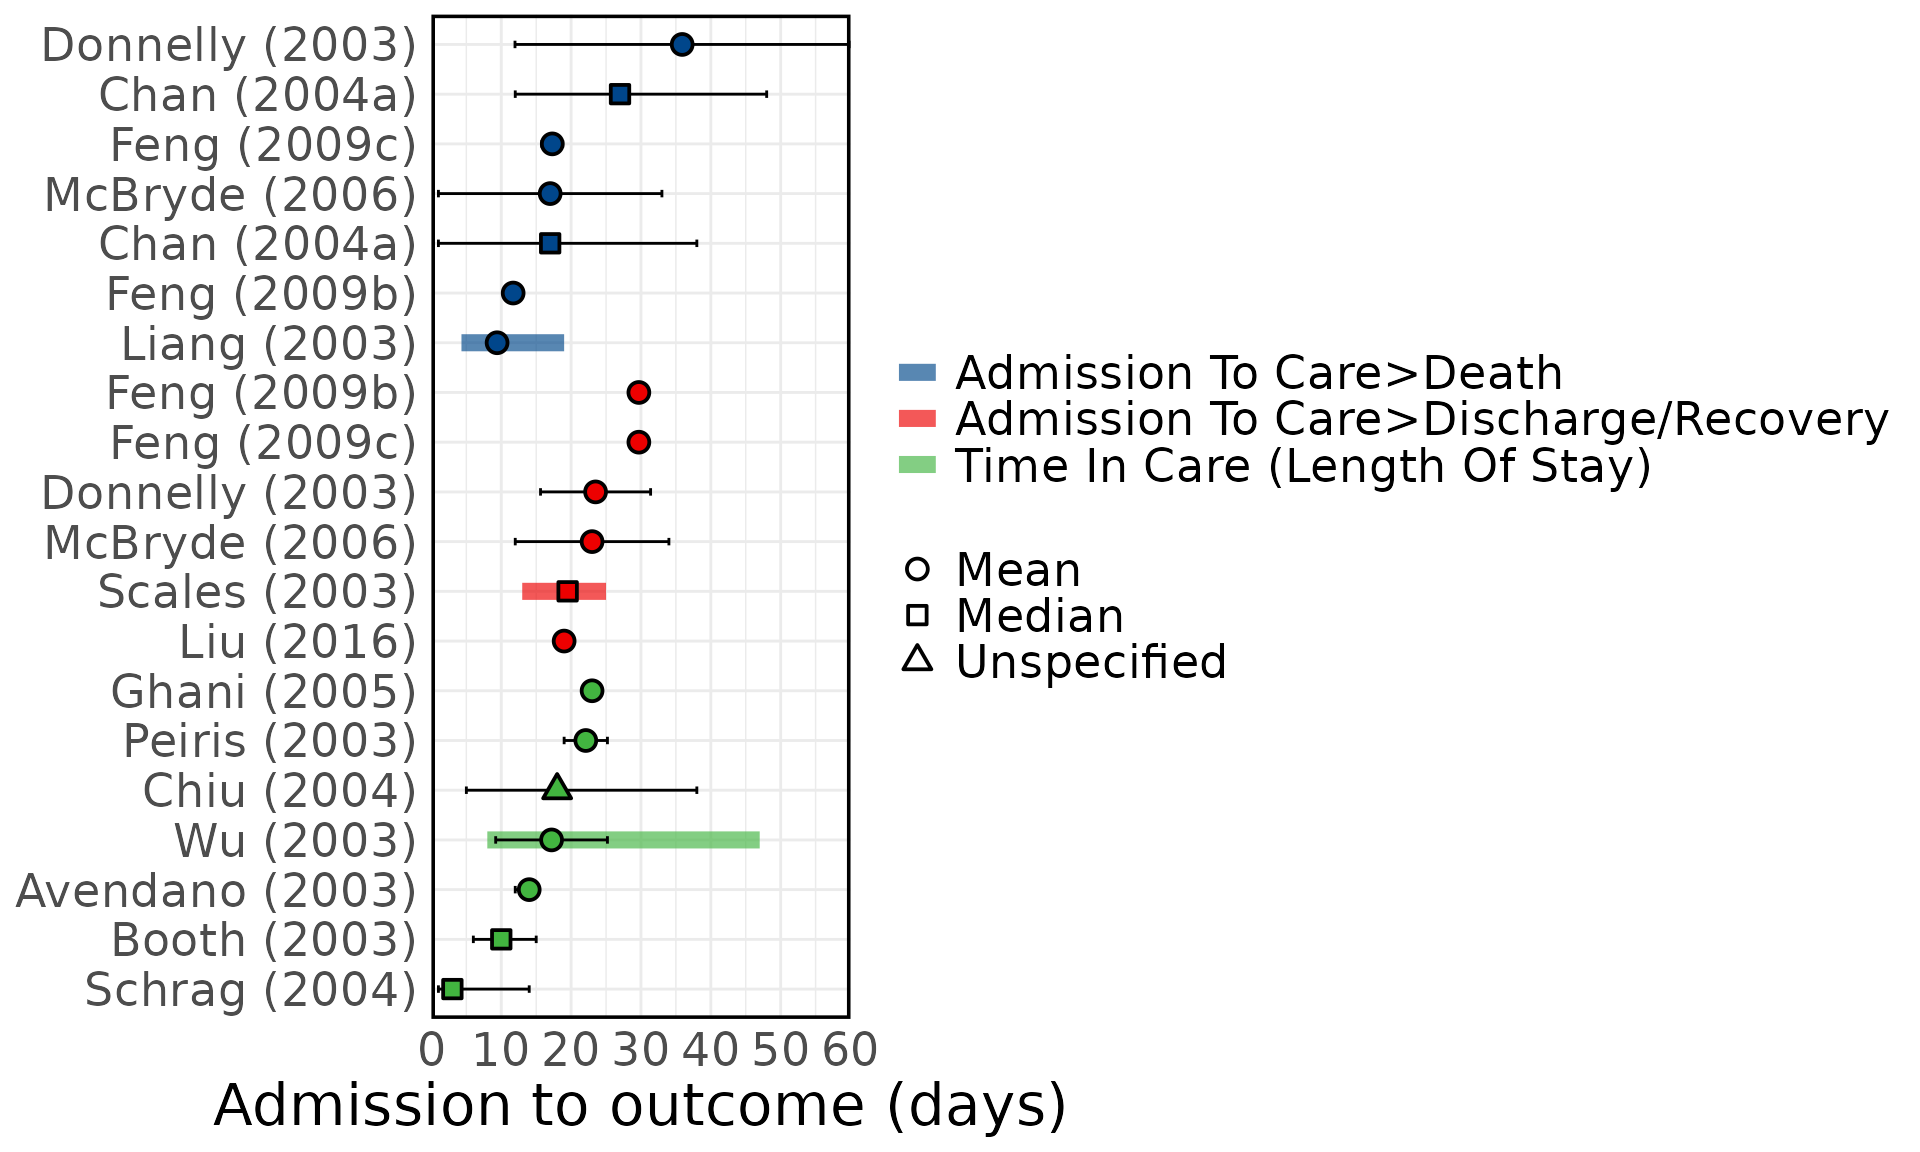 Donnelly (2003)
Chan (2004a)
Feng (2009c)
McBryde (2006)
Chan (2004a)
Feng (2009b)
Liang (2003)
Feng (2009b)
Feng (2009c)
Donnelly (2003)
McBryde (2006)
Scales (2003)
Liu (2016)
Ghani (2005)
Peiris (2003)
Chiu (2004)
Wu (2003)
Avendano (2003)
Booth (2003)
Schrag (2004)
0 10 20 30 40 50 60
Admission to outcome (days)
Admission To Care>Death
Admission To Care>Discharge/Recovery
Time In Care (Length Of Stay)
Mean
Median
Unspecified